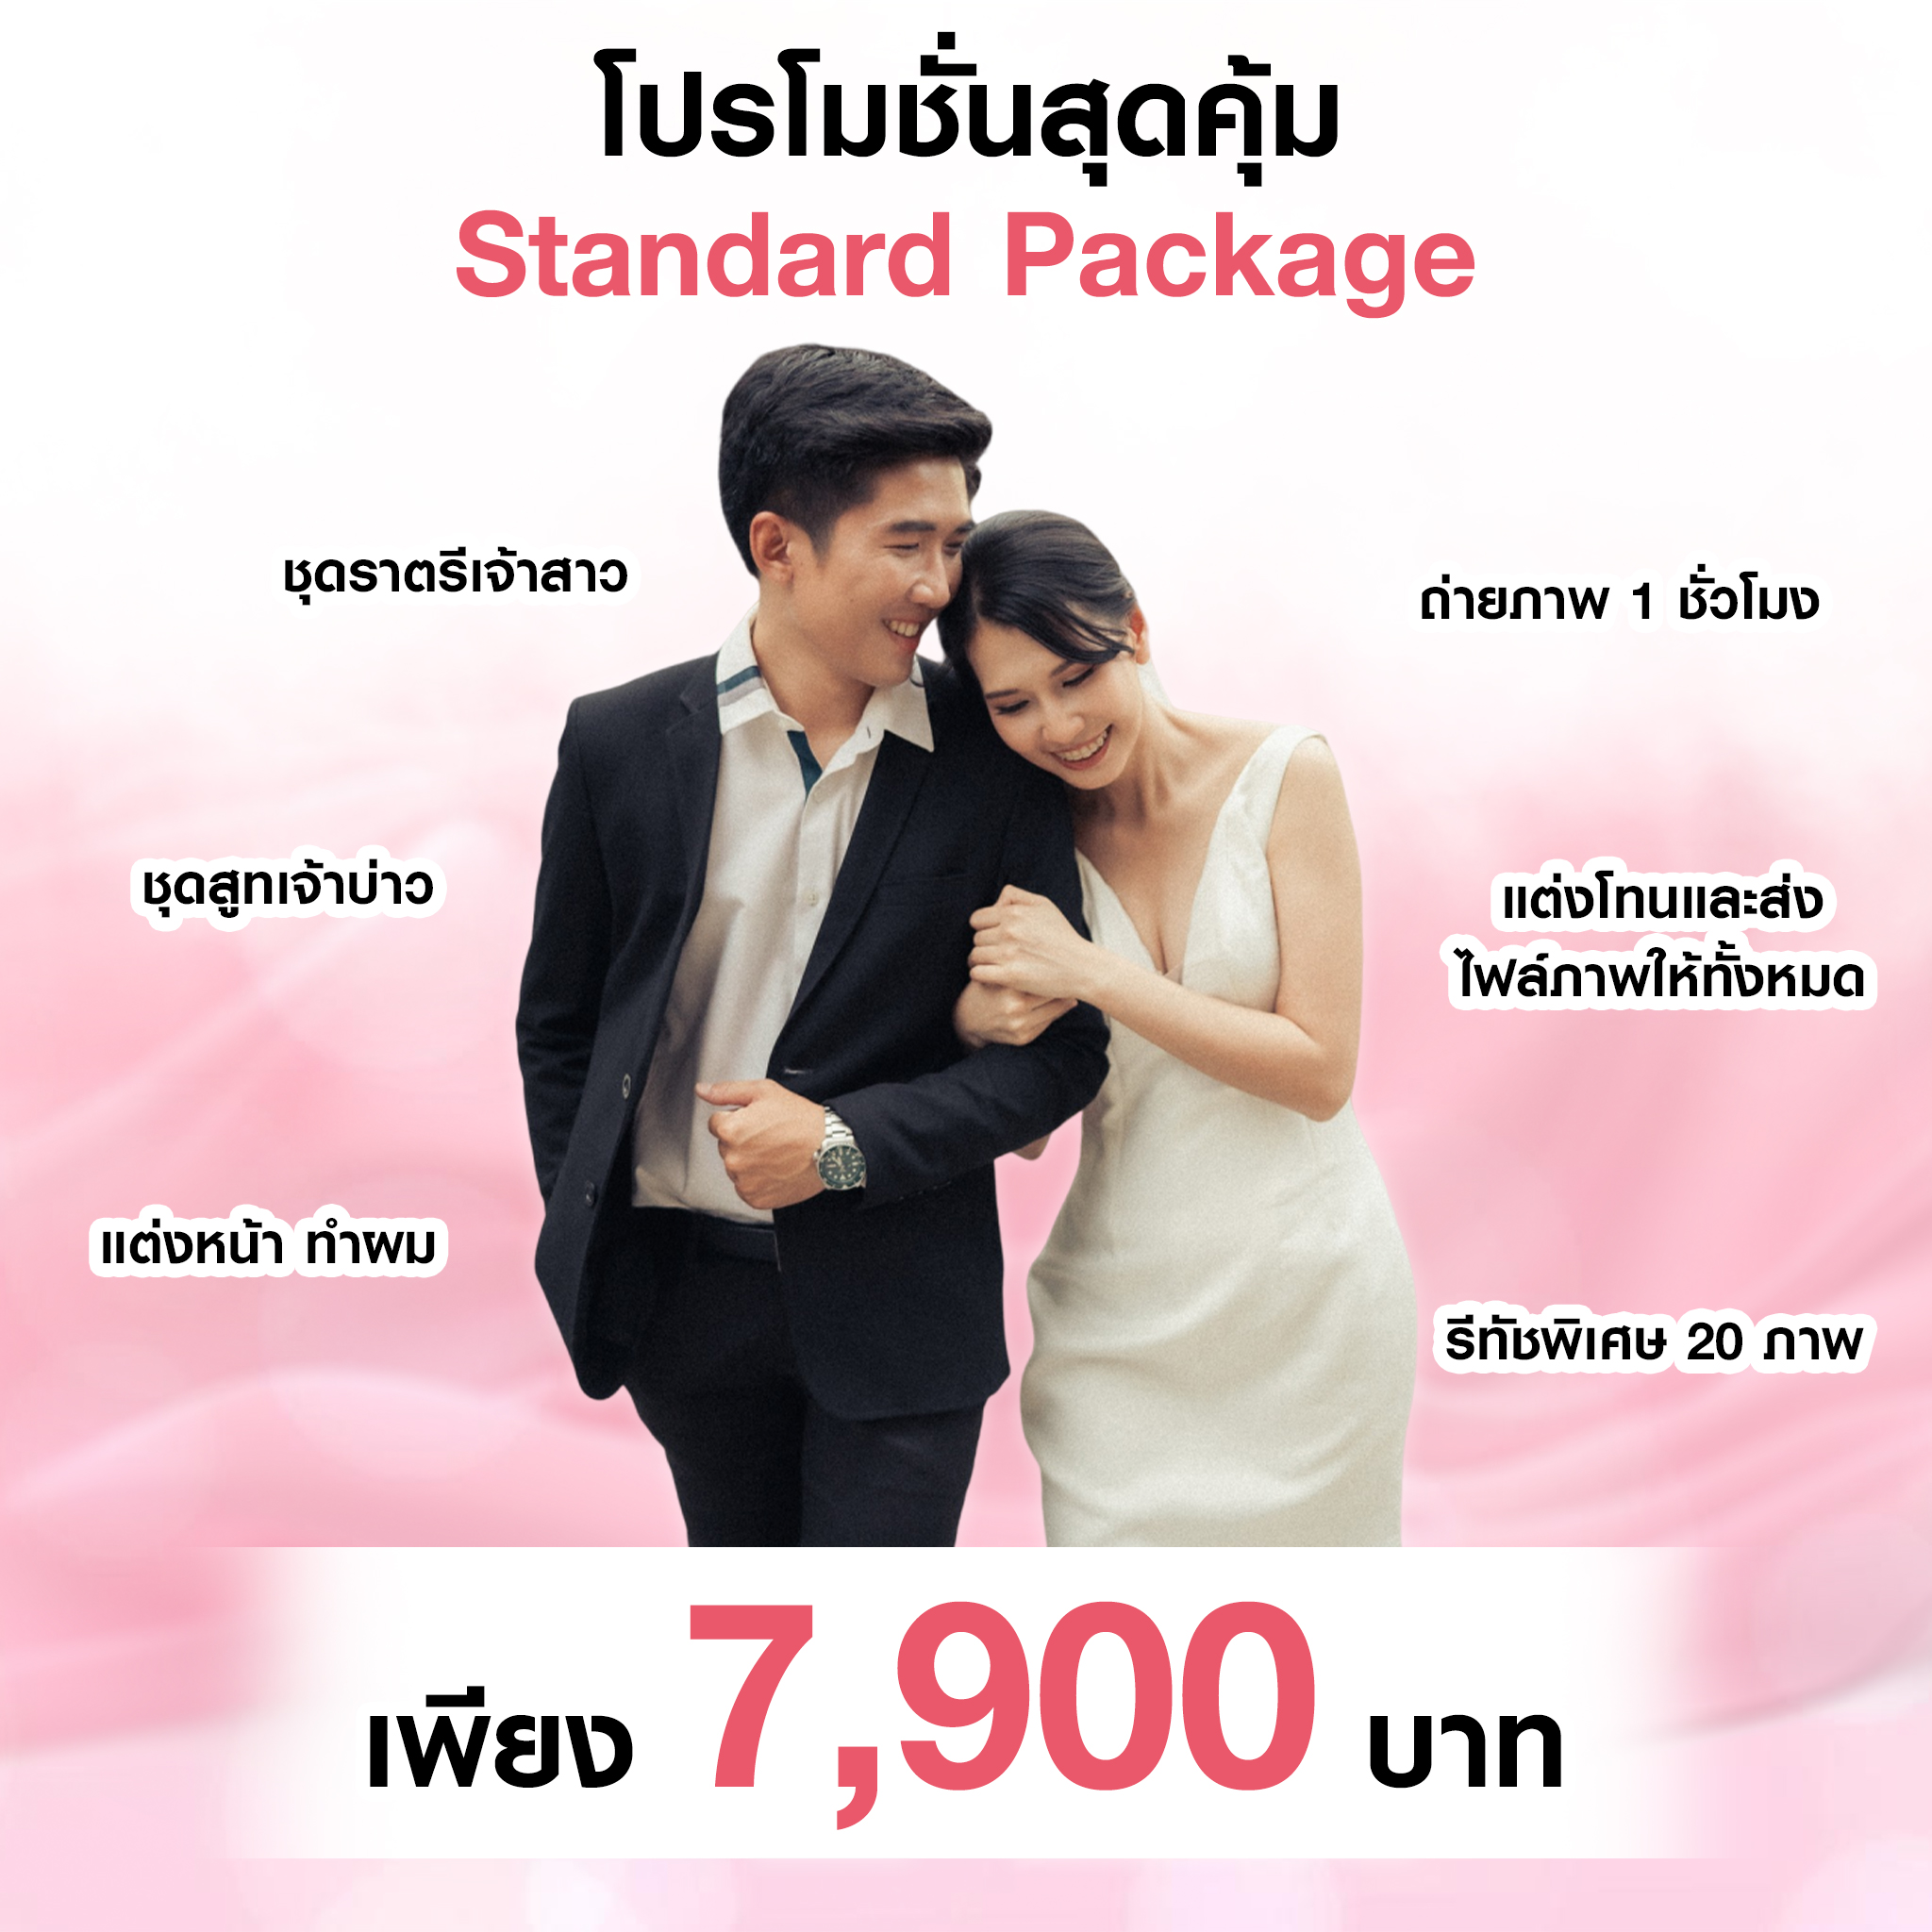 โปรโมชั่นสุดคุ้ม
Standard Package
ชุดราตรีเจ้าสาว
ถ่ายภาพ 1 ชั่วโมง
ชุดสูทเจ้าบ่าว
แต่งโทนและส่ง
ไฟล์ภาพให้ทั้งหมด
แต่งหน้า ทำผม
รีทัชพิเศษ 20 ภาพ
เพียง 7,900 บาท